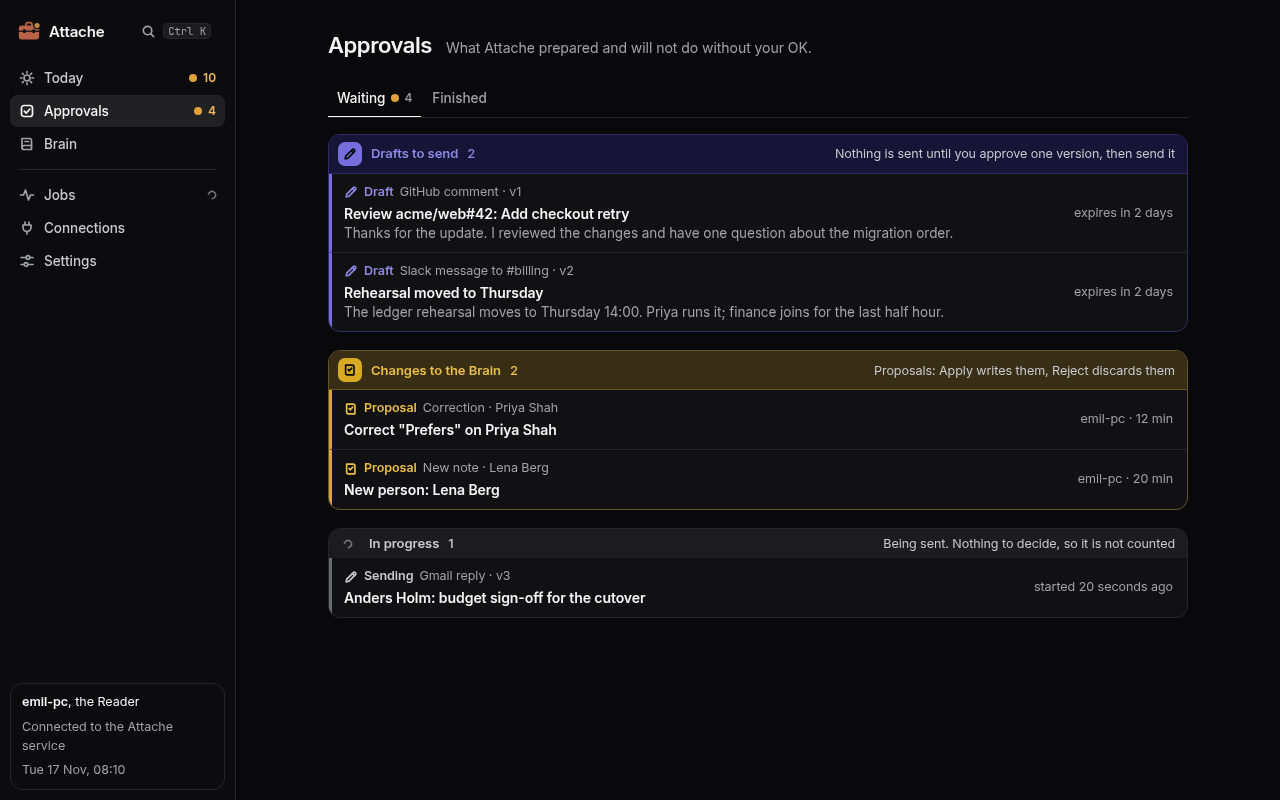 Attache
Ctrl K
Today 10
Approvals 4
Brain
Jobs
Connections
Settings
emil-pc, the Reader
Connected to the Attache
service
Tue 17 Nov, 08:10
Approvals What Attache prepared and will not do without your OK.
Waiting 4 Finished
Drafts to send 2 Nothing is sent until you approve one version, then send it
Draft GitHub comment · v1
Review acme/web#42: Add checkout retry
expires in 2 days
Thanks for the update. I reviewed the changes and have one question about the migration order.
Draft Slack message to #billing · v2
Rehearsal moved to Thursday
expires in 2 days
The ledger rehearsal moves to Thursday 14:00. Priya runs it; finance joins for the last half hour.
Changes to the Brain 2 Proposals: Apply writes them, Reject discards them
Proposal Correction · Priya Shah
emil-pc · 12 min
Correct "Prefers" on Priya Shah
Proposal New note · Lena Berg
emil-pc · 20 min
New person: Lena Berg
In progress 1 Being sent. Nothing to decide, so it is not counted
Sending Gmail reply · v3
started 20 seconds ago
Anders Holm: budget sign-off for the cutover